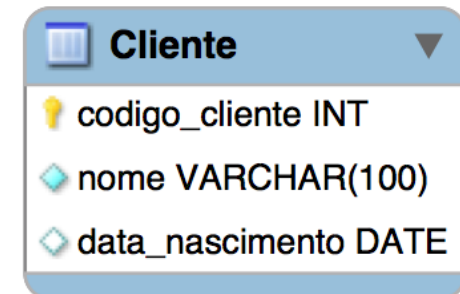 Cliente
codigo_cliente INT
nome VARCHAR(100)
data_nascimento DATE